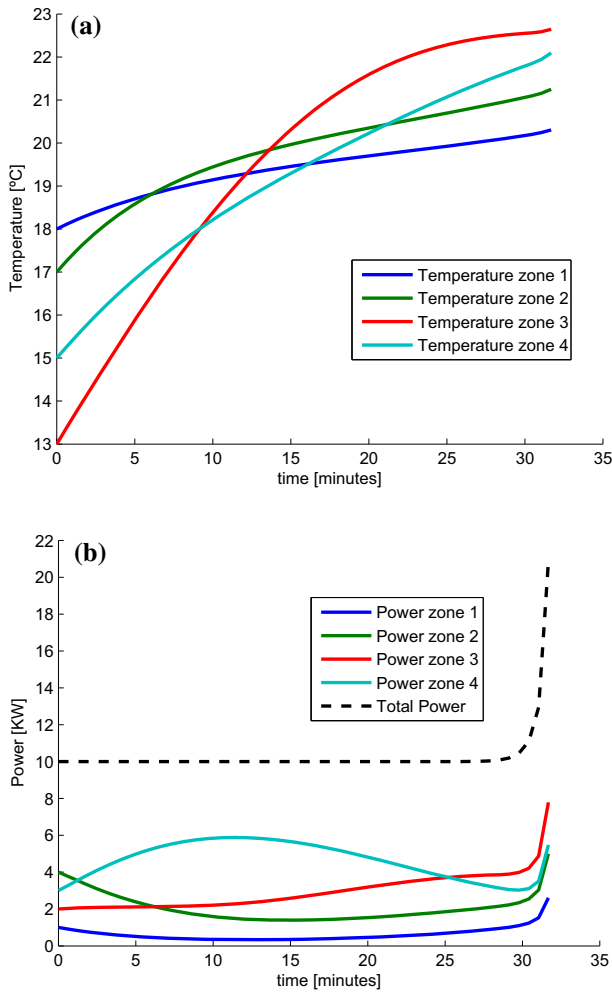 (a)
23
22
21
20
19
18
17
16
15
14
13
Temperature [ºC]
Temperature zone 1
Temperature zone 2
Temperature zone 3
Temperature zone 4
0 5 10 15 20 25 30 35
time [minutes]
(b)
22
20
18
16
14
12
10
8
6
4
2
0
Power [KW]
Power zone 1
Power zone 2
Power zone 3
Power zone 4
Total Power
0 5 10 15 20 25 30 35
time [minutes]